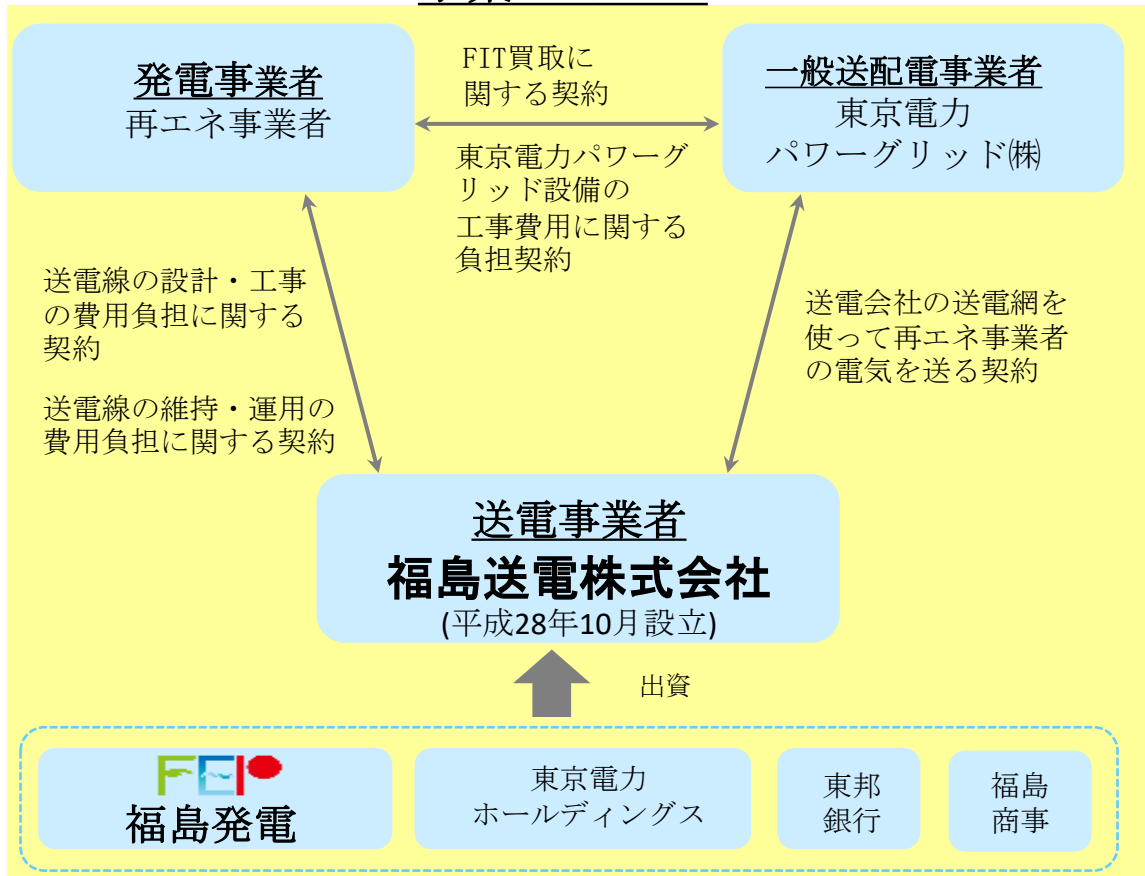 発電事業者
再エネ事業者
FIT買取に
関する契約
一般送配電事業者
東京電力
パワーグリッド㈱
東京電力パワーグ
リッド設備の
工事費用に関する
負担契約
送電線の設計・工事
の費用負担に関する
契約
送電線の維持・運用の
費用負担に関する契約
送電会社の送電網を
使って再エネ事業者
の電気を送る契約
送電事業者
福島送電株式会社
(平成28年10月設立)
出資
FEP
福島発電
東京電力
ホールディングス
東邦
銀行
福島
商事